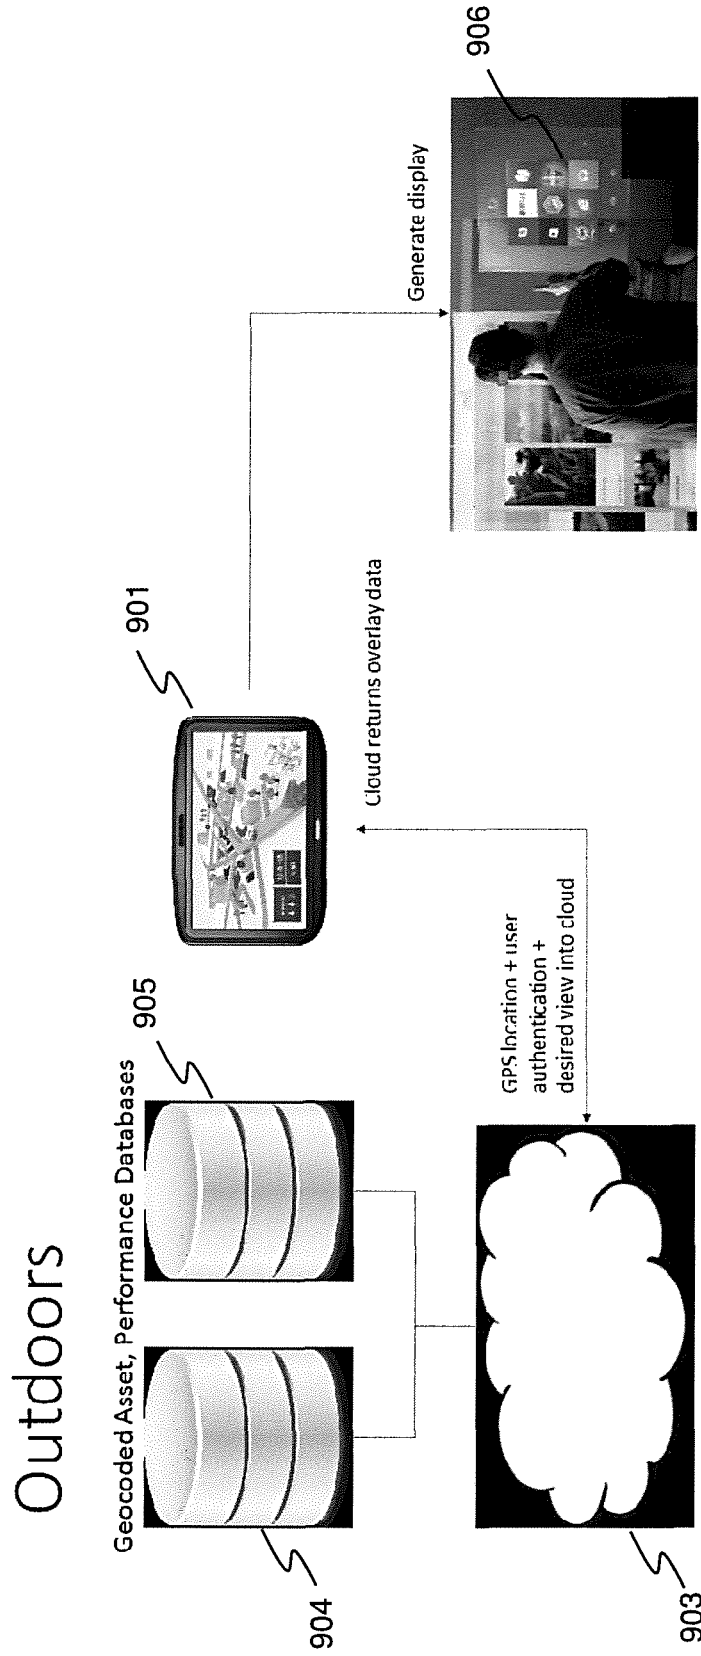 Outdoors
Geocoded Asset, Performance Databases
904
905
901
903
GPS location + user
authentication +
desired view into cloud
Cloud returns overlay data
Generate display
906